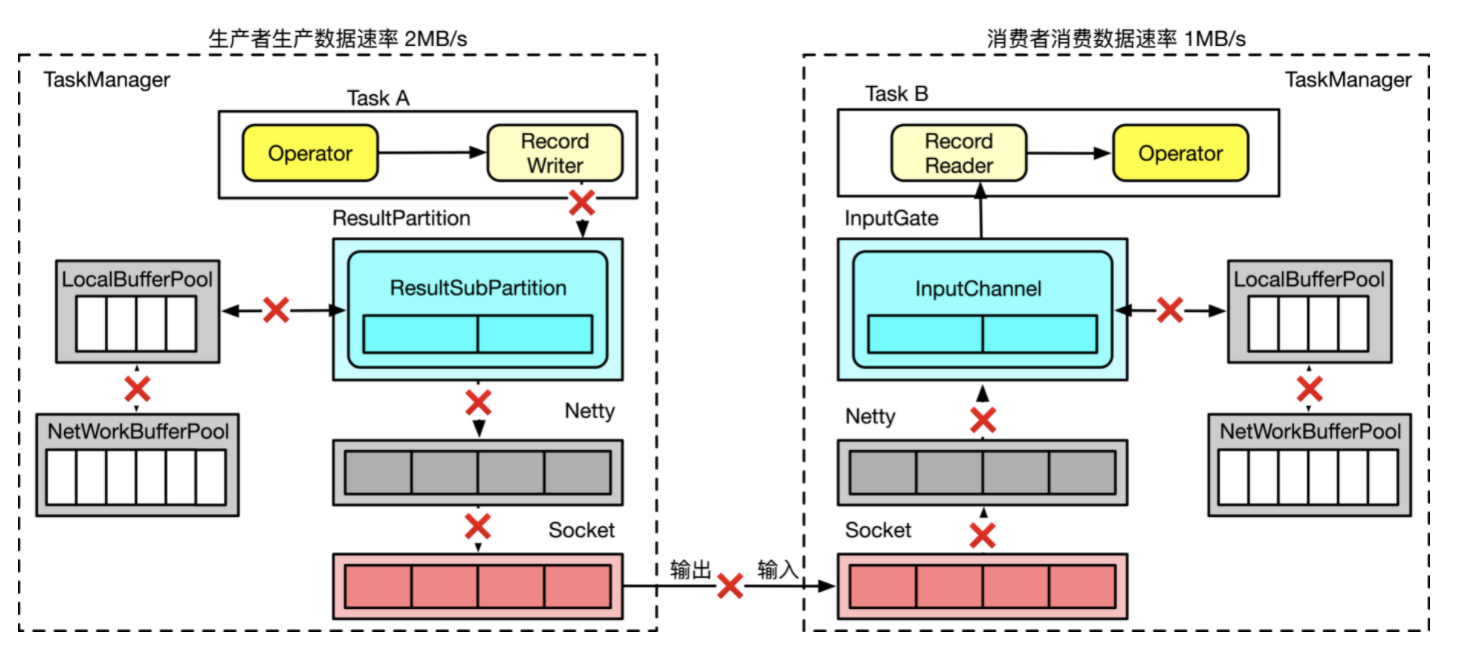 生产者生产数据速率 2MB/s
消费者消费数据速率 1MB/s
TaskManager
Task A
Operator
Record
Writer
ResultPartition
LocalBufferPool
ResultSubPartition
NetWorkBufferPool
Netty
Socket
输出
输入
TaskManager
Task B
Record
Reader
Operator
InputGate
InputChannel
LocalBufferPool
Netty
NetWorkBufferPool
Socket